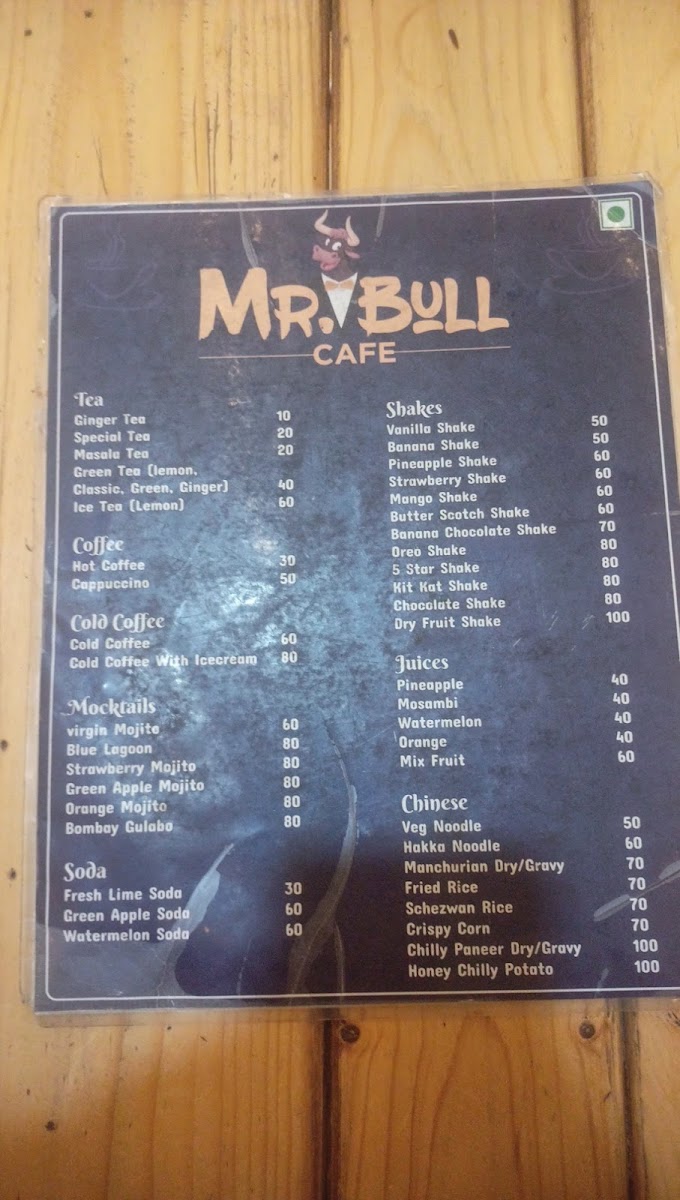 MR. BULL
CAFE
Tea
Ginger Tea 10
Special Tea 20
Masala Tea 20
Green Tea (lemon,
Classic, Green, Ginger) 40
Ice Tea (Lemon) 60
Coffee
Hot Coffee 30
Cappuccino 50
Cold Coffee
Cold Coffee 60
Cold Coffee With Icecream 80
Mocktails
virgin Mojito 60
Blue Lagoon 80
Strawberry Mojito 80
Green Apple Mojito 80
Orange Mojito 80
Bombay Gulaba 80
Soda
Fresh Lime Soda 30
Green Apple Soda 60
Watermelon Soda 60
Shakes
Vanilla Shake 50
Banana Shake 50
Pineapple Shake 60
Strawberry Shake 60
Mango Shake 60
Butter Scotch Shake 60
Banana Chocolate Shake 70
Oreo Shake 80
5 Star Shake 80
Kit Kat Shake 80
Chocolate Shake 80
Dry Fruit Shake 100
Juices
Pineapple 40
Mosambi 40
Watermelon 40
Orange 40
Mix Fruit 60
Chinese
Veg Noodle 50
Hakka Noodle 60
Manchurian Dry/Gravy 70
Fried Rice 70
Schezwan Rice 70
Crispy Corn 70
Chilly Paneer Dry/Gravy 100
Honey Chilly Potato 100